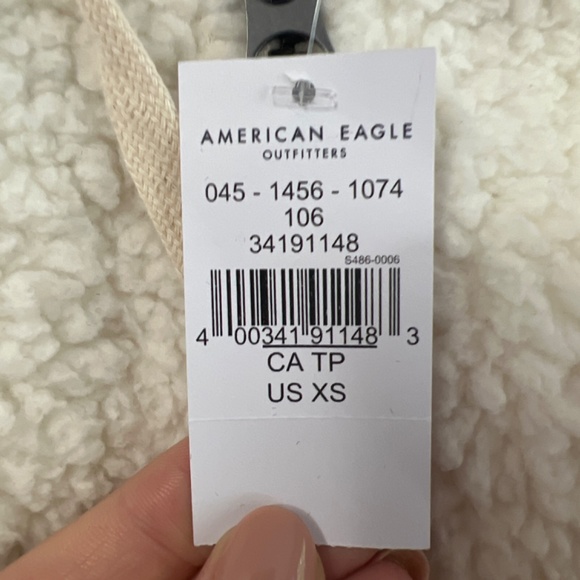 AMERICAN EAGLE
OUTFITTERS
045 - 1456 - 1074
106
34191148
S486-0006
4 00341 91148 3
CA TP
US XS